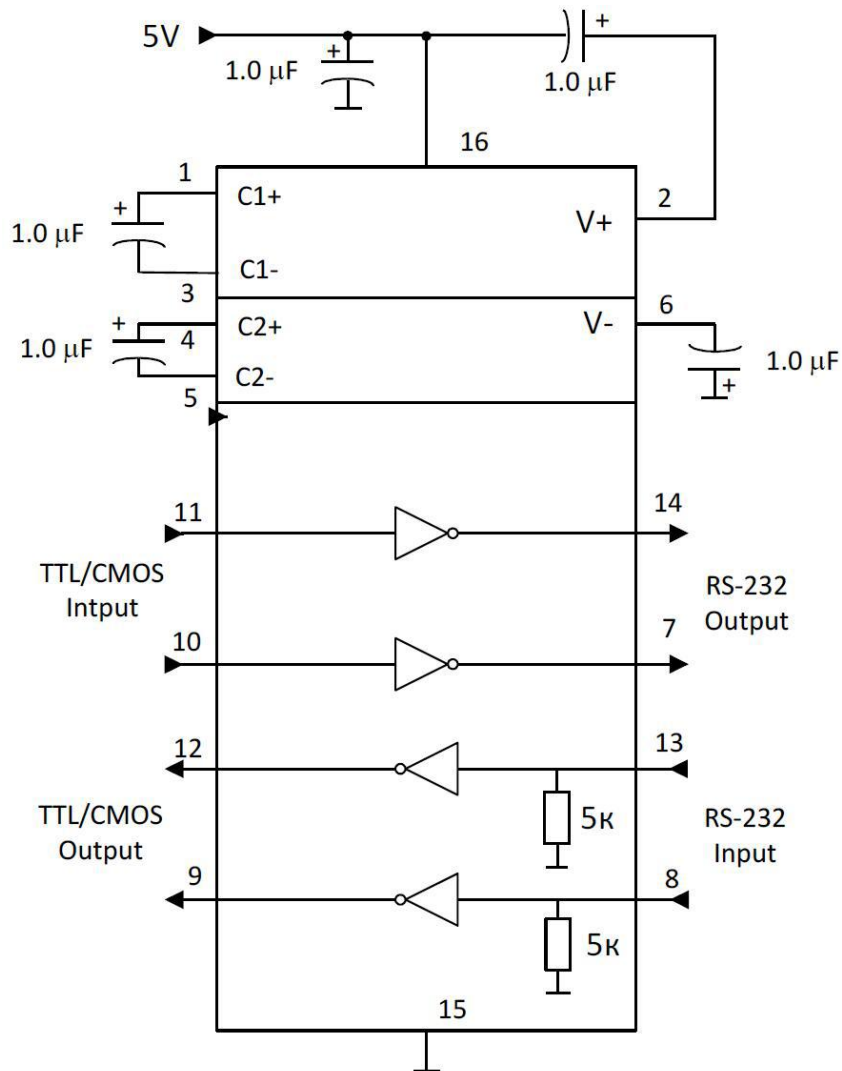 5V
+
1.0 µF
+
1.0 µF
16
1
C1+
+
1.0 µF
C1-
3
2
V+
4
C2+
+
1.0 µF
C2-
5
6
V-
1.0 µF
+
11
14
TTL/CMOS
Intput
RS-232
Output
10
7
12
13
TTL/CMOS
Output
5к
RS-232
Input
9
8
5к
15